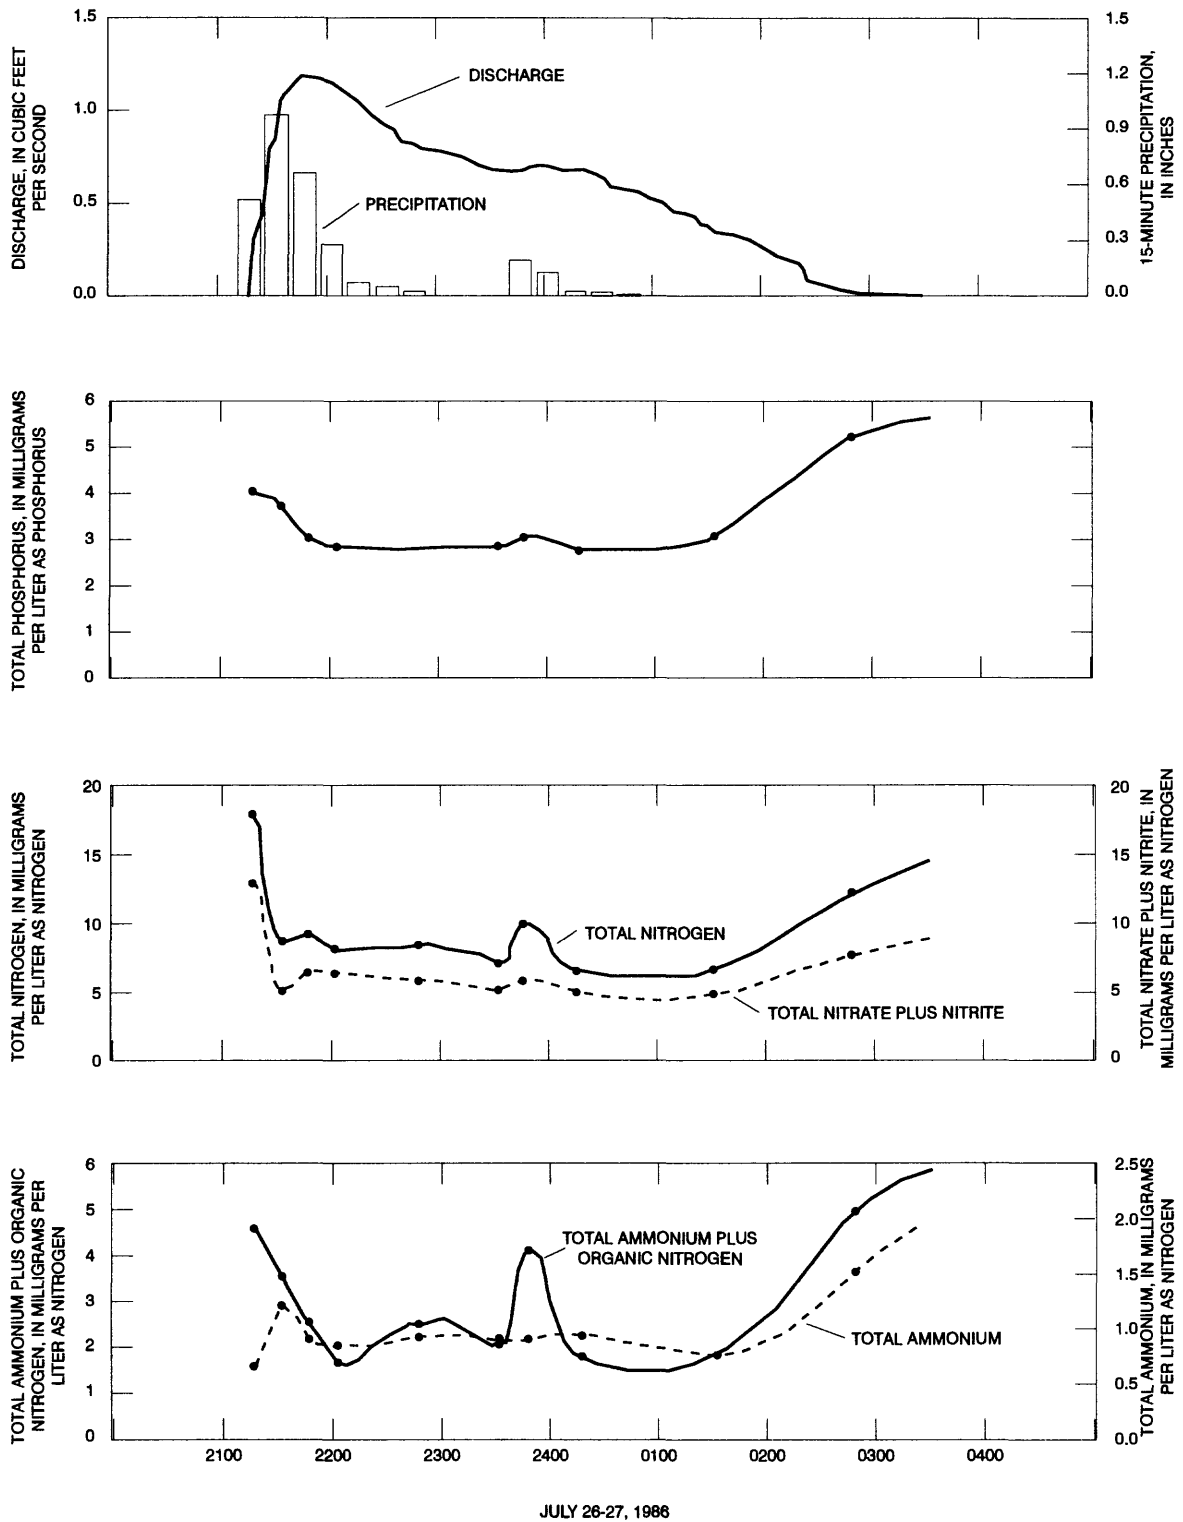 DISCHARGE, IN CUBIC FEET
PER SECOND
1.5
1.0
0.5
0.0
DISCHARGE
PRECIPITATION
1.5
1.2
0.9
0.6
0.3
0.0
15-MINUTE PRECIPITATION,
IN INCHES
TOTAL PHOSPHORUS, IN MILLIGRAMS
PER LITER AS PHOSPHORUS
6
5
4
3
2
1
0
TOTAL NITROGEN, IN MILLIGRAMS
PER LITER AS NITROGEN
20
15
10
5
0
TOTAL NITROGEN
TOTAL NITRATE PLUS NITRITE
20
15
10
5
0
TOTAL NITRATE PLUS NITRITE, IN
MILLIGRAMS PER LITER AS NITROGEN
TOTAL AMMONIUM PLUS ORGANIC
NITROGEN, IN MILLIGRAMS PER
LITER AS NITROGEN
6
5
4
3
2
1
0
TOTAL AMMONIUM PLUS
ORGANIC NITROGEN
TOTAL AMMONIUM
2.5
2.0
1.5
1.0
0.5
0.0
TOTAL AMMONIUM, IN MILLIGRAMS
PER LITER AS NITROGEN
2100 2200 2300 2400 0100 0200 0300 0400
JULY 26-27, 1986